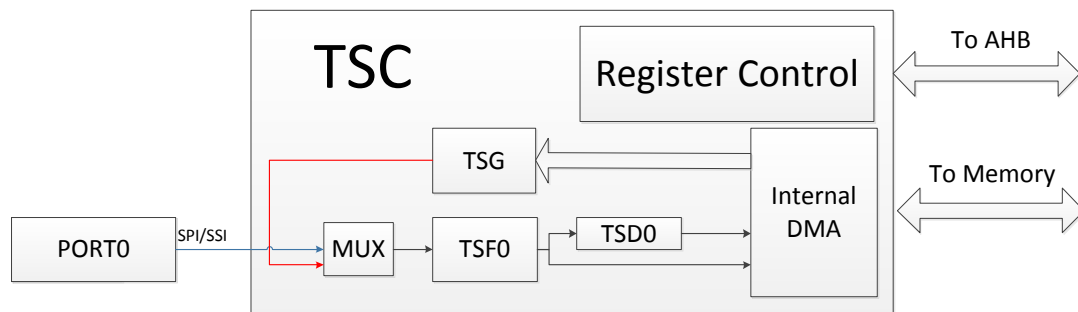 TSC
Register Control
To AHB
TSG
Internal
DMA
To Memory
PORT0
SPI/SSI
MUX
TSF0
TSD0